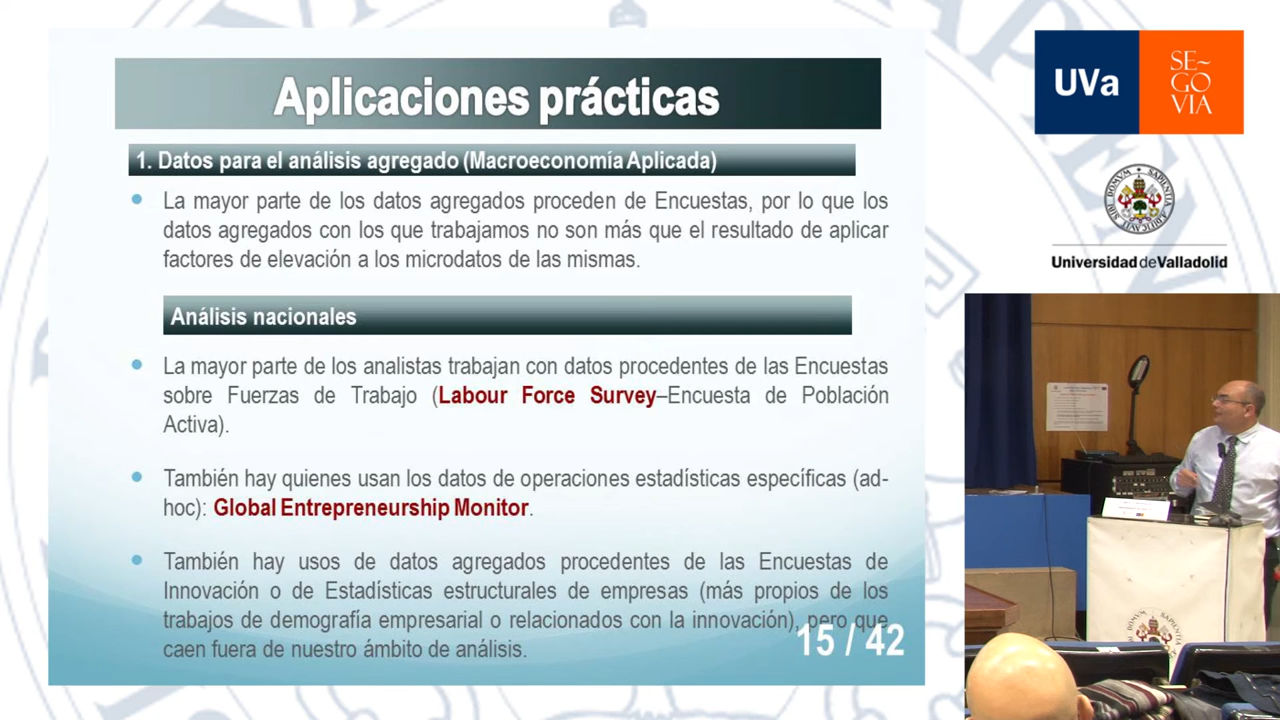 Aplicaciones prácticas
1. Datos para el análisis agregado (Macroeconomía Aplicada)
La mayor parte de los datos agregados proceden de Encuestas, por lo que los
datos agregados con los que trabajamos no son más que el resultado de aplicar
factores de elevación a los microdatos de las mismas.
Análisis nacionales
La mayor parte de los analistas trabajan con datos procedentes de las Encuestas
sobre Fuerzas de Trabajo (Labour Force Survey–Encuesta de Población
Activa).
También hay quienes usan los datos de operaciones estadísticas específicas (ad-
hoc): Global Entrepreneurship Monitor.
También hay usos de datos agregados procedentes de las Encuestas de
Innovación o de Estadísticas estructurales de empresas (más propios de los
trabajos de demografía empresarial o relacionados con la innovación), pero que
caen fuera de nuestro ámbito de análisis.
15 / 42
UVa
SE~
GO
VIA
Universidad de Valladolid